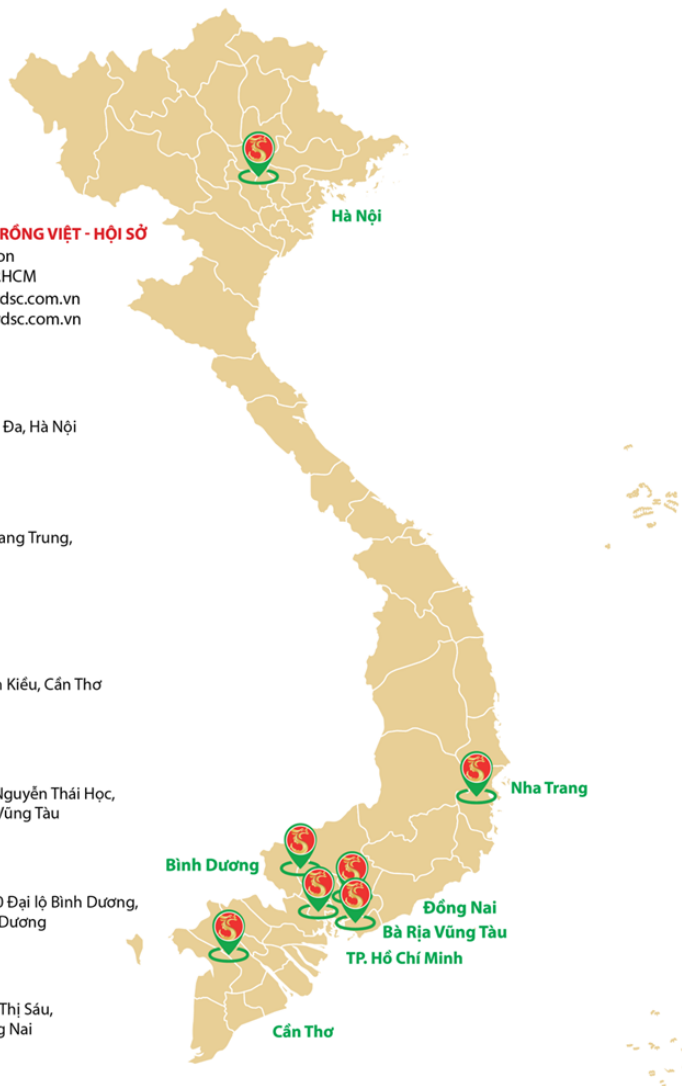 Hà Nội
RỒNG VIỆT - HỘI SỞ
on
.HCM
dsc.com.vn
dsc.com.vn
Đa, Hà Nội
ang Trung,
Kiều, Cần Thơ
Nguyễn Thái Học,
Vũng Tàu
Nha Trang
Bình Dương
0 Đại lộ Bình Dương,
Dương
Đồng Nai
Bà Rịa Vũng Tàu
TP. Hồ Chí Minh
Thị Sáu,
g Nai
Cần Thơ